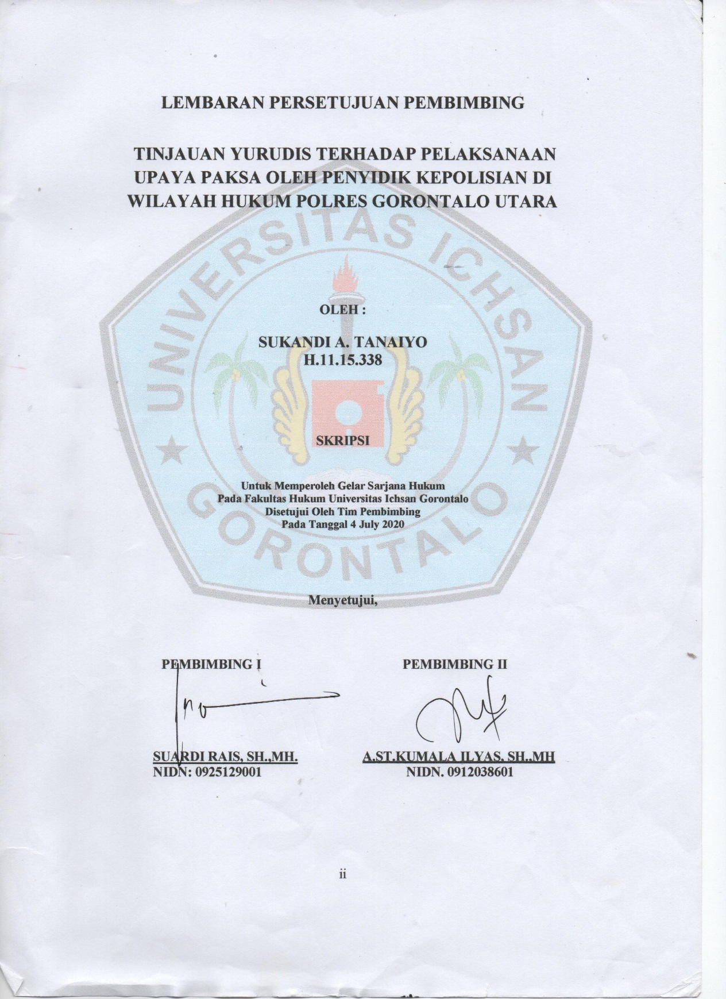 LEMBARAN PERSETUJUAN PEMBIMBING
TINJAUAN YURUDIS TERHADAP PELAKSANAAN
UPAYA PAKSA OLEH PENYIDIK KEPOLISIAN DI
WILAYAH HUKUM POLRES GORONTALO UTARA
UNIVERSITAS ICHSAN
OLEH :
SUKANDI A. TANAIYO
H.11.15.338
SKRIPSI
Untuk Memperoleh Gelar Sarjana Hukum
Pada Fakultas Hukum Universitas Ichsan Gorontalo
Disetujui Oleh Tim Pembimbing
Pada Tanggal 4 July 2020
GORONTALO
Menyetujui,
PEMBIMBING I
PEMBIMBING II
SUARDI RAIS, SH.,MH.
A.ST.KUMALA ILYAS, SH.,MH
NIDN: 0925129001
NIDN. 0912038601
ii